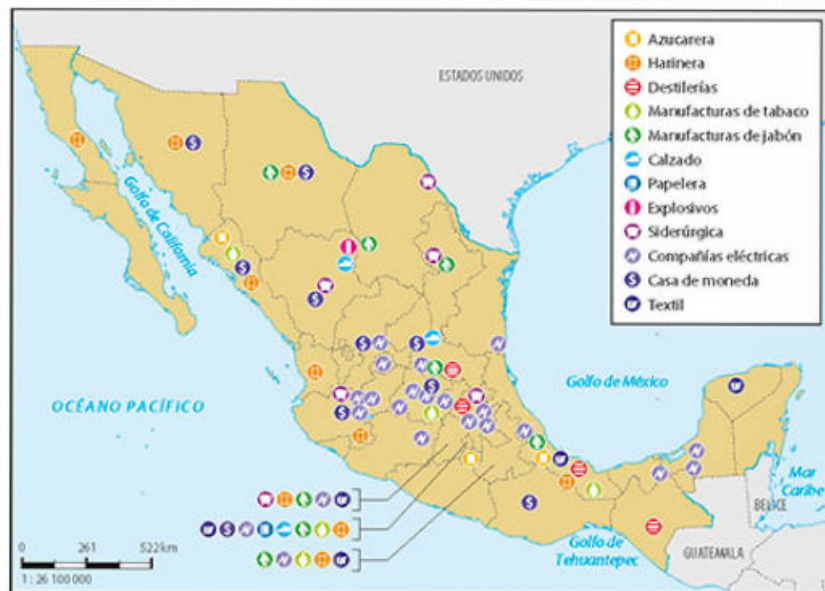 ESTADOS UNIDOS
Azucarera
Harinera
Destilerías
Manufacturas de tabaco
Manufacturas de jabón
Calzado
Papelera
Explosivos
Siderúrgica
Compañías eléctricas
Casa de moneda
Textil
Golfo de California
OCÉANO PACÍFICO
Golfo de México
Mar
Caribe
BELICE
GUATEMALA
Golfo de
Tehuantepec
0 261 522 km
1 : 26 100 000